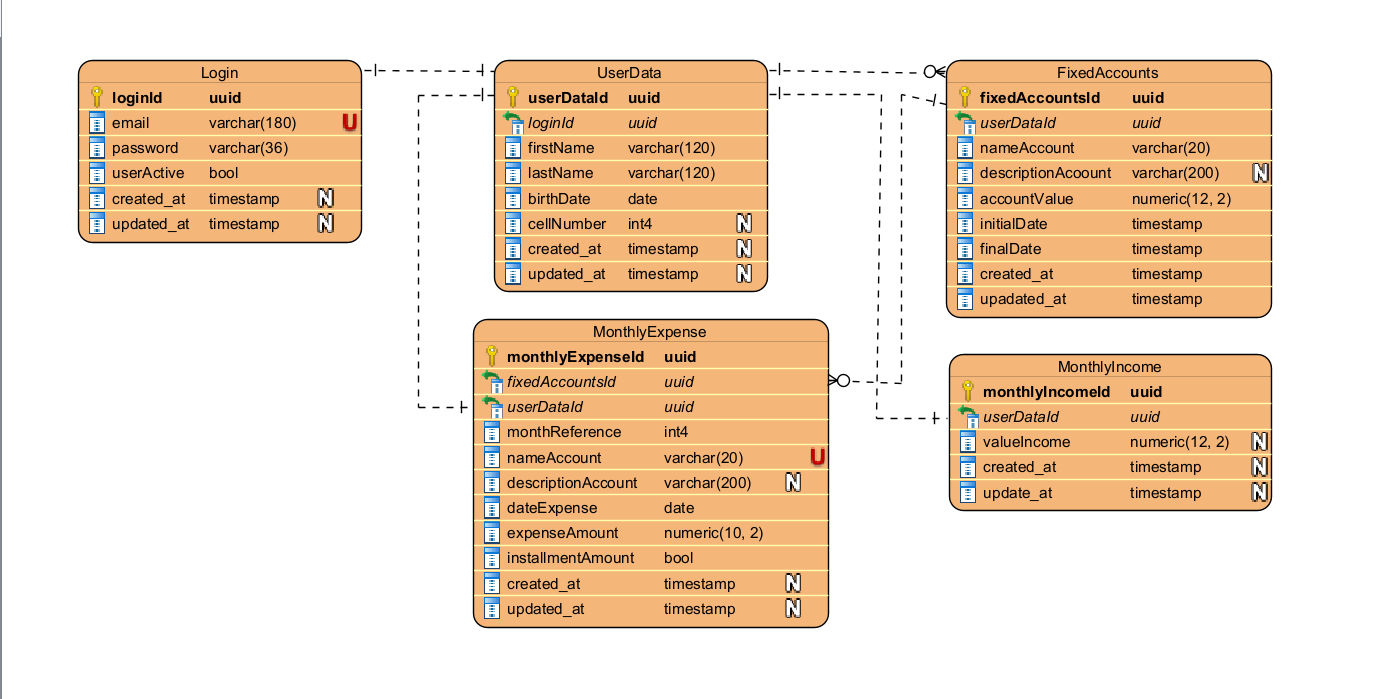 Login
loginId uuid
email varchar(180) U
password varchar(36)
userActive bool
created_at timestamp N
updated_at timestamp N
UserData
userDataId uuid
loginId uuid
firstName varchar(120)
lastName varchar(120)
birthDate date
cellNumber int4 N
created_at timestamp N
updated_at timestamp N
FixedAccounts
fixedAccountsId uuid
userDataId uuid
nameAccount varchar(20)
descriptionAcoount varchar(200) N
accountValue numeric(12, 2)
initialDate timestamp
finalDate timestamp
created_at timestamp
upadated_at timestamp
MonthlyExpense
monthlyExpenseId uuid
fixedAccountsId uuid
userDataId uuid
monthReference int4
nameAccount varchar(20) U
descriptionAccount varchar(200) N
dateExpense date
expenseAmount numeric(10, 2)
installmentAmount bool
created_at timestamp N
updated_at timestamp N
MonthlyIncome
monthlyIncomeId uuid
userDataId uuid
valueIncome numeric(12, 2) N
created_at timestamp N
update_at timestamp N